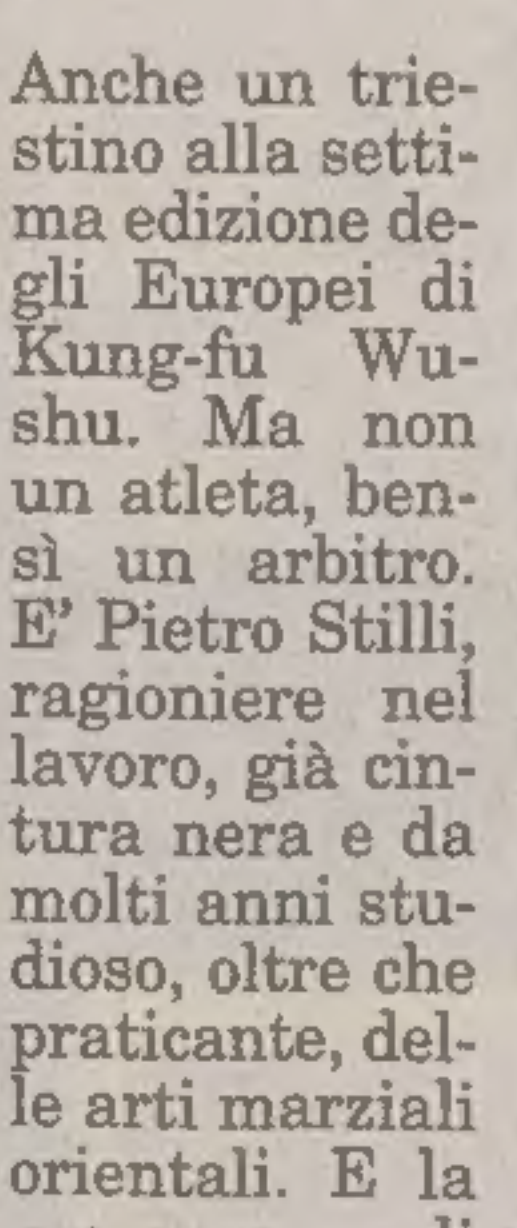 Anche un trie-
stino alla setti-
ma edizione de-
gli Europei di
Kung-fu Wu-
shu. Ma non
un atleta, ben-
sì un arbitro.
E' Pietro Stilli,
ragioniere nel
lavoro, già cin-
tura nera e da
molti anni stu-
dioso, oltre che
praticante, del-
le arti marziali
orientali. E la